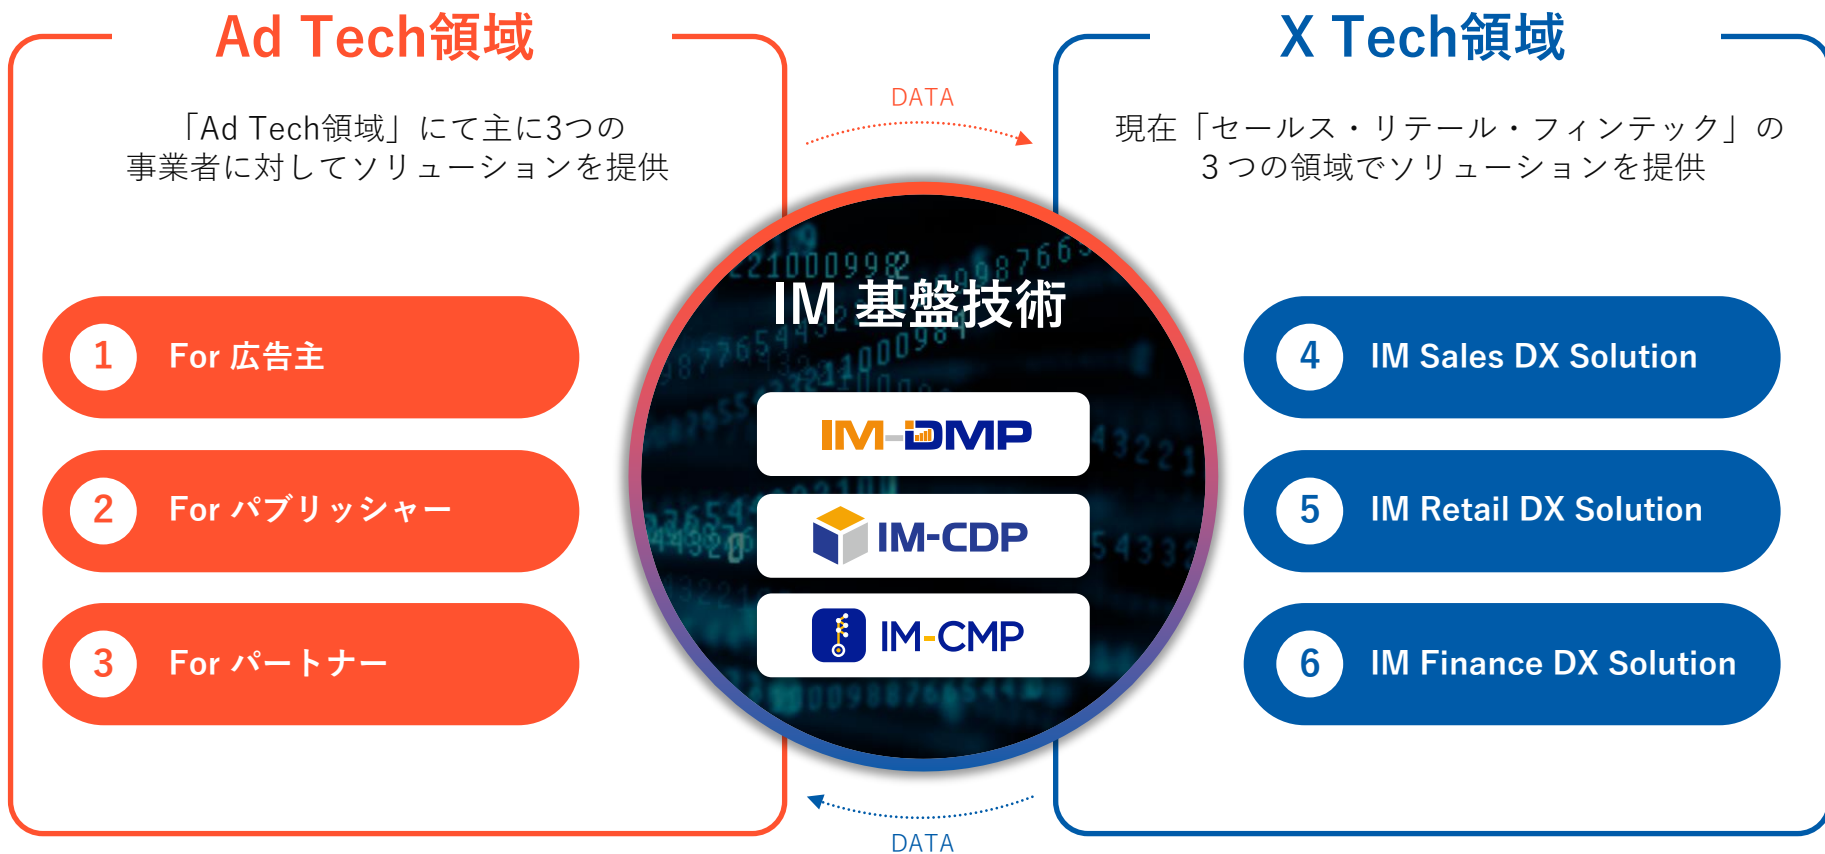 Ad Tech領域
「Ad Tech領域」にて主に3つの
事業者に対してソリューションを提供
1 For 広告主
2 For パブリッシャー
3 For パートナー
DATA
IM 基盤技術
IM-DMP
IM-CDP
IM-CMP
DATA
X Tech領域
現在「セールス・リテール・フィンテック」の
３つの領域でソリューションを提供
4 IM Sales DX Solution
5 IM Retail DX Solution
6 IM Finance DX Solution